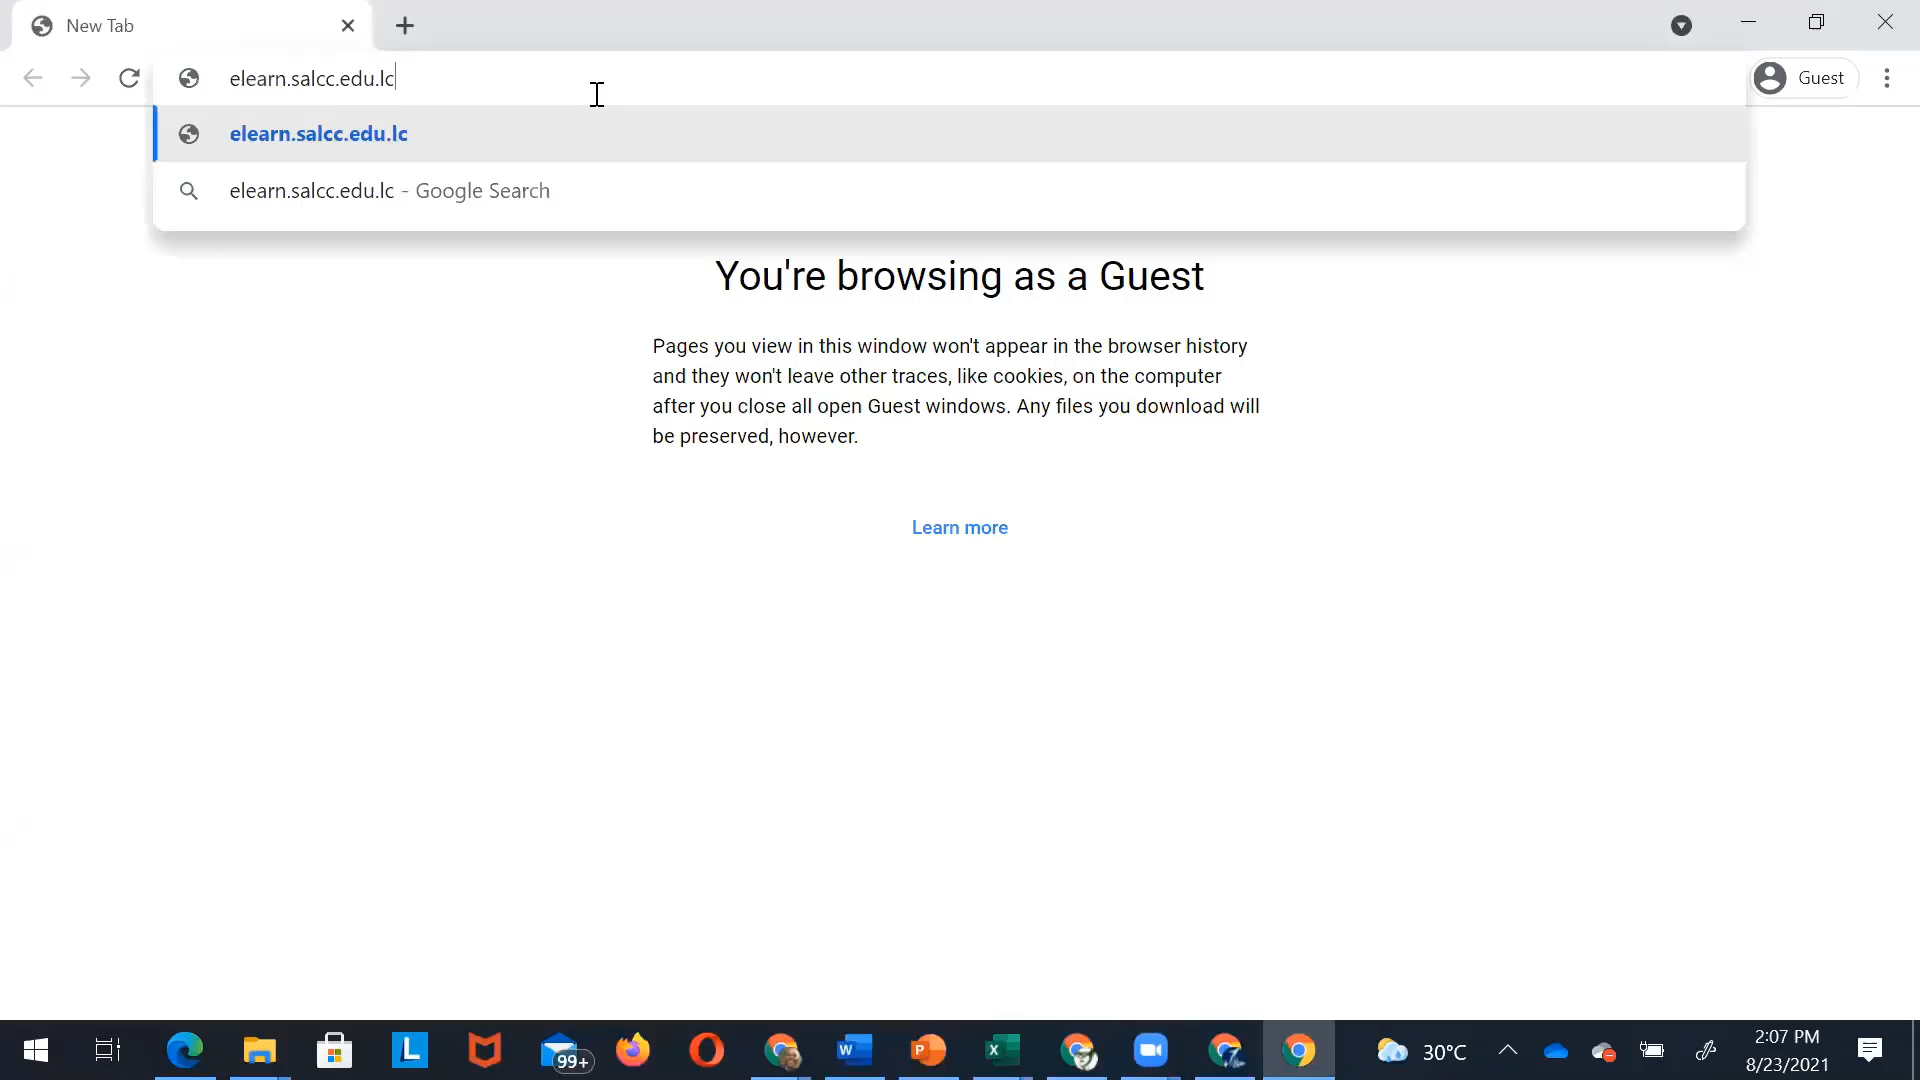 New Tab
elearn.salcc.edu.lc
Guest
elearn.salcc.edu.lc
elearn.salcc.edu.lc - Google Search
You're browsing as a Guest
Pages you view in this window won't appear in the browser history
and they won't leave other traces, like cookies, on the computer
after you close all open Guest windows. Any files you download will
be preserved, however.
Learn more
L
99+
W
P
X
7
30°C
2:07 PM
8/23/2021